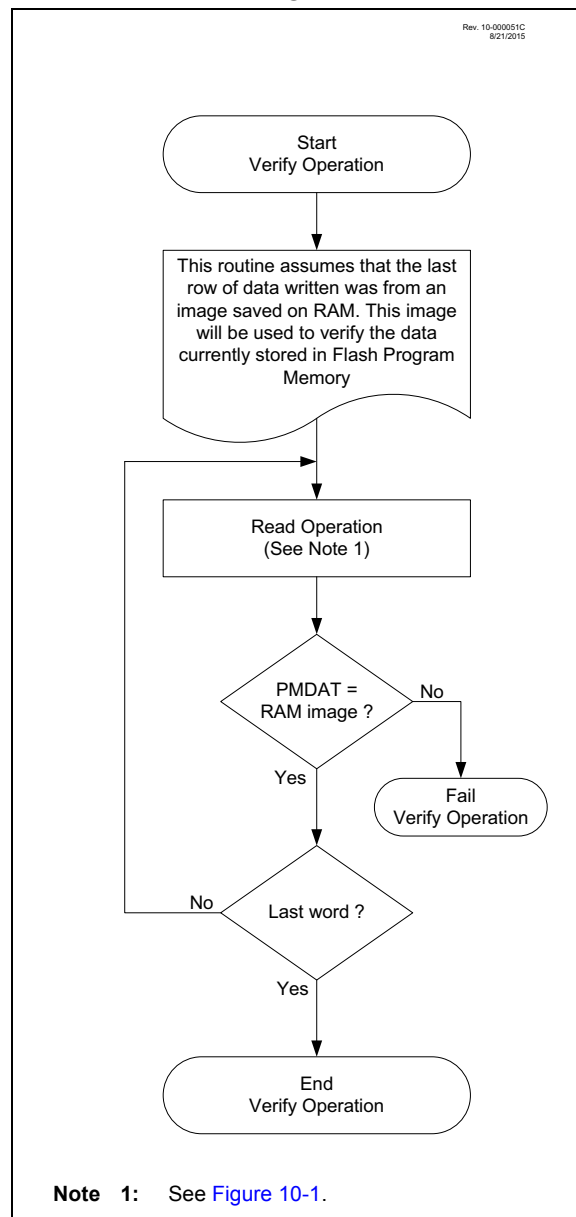 Rev. 10-000051C
8/21/2015
Start
Verify Operation
This routine assumes that the last
row of data written was from an
image saved on RAM. This image
will be used to verify the data
currently stored in Flash Program
Memory
Read Operation
(See Note 1)
PMDAT =
RAM image ?
No
Yes
Fail
Verify Operation
No
Last word ?
Yes
End
Verify Operation
Note 1: See Figure 10-1.